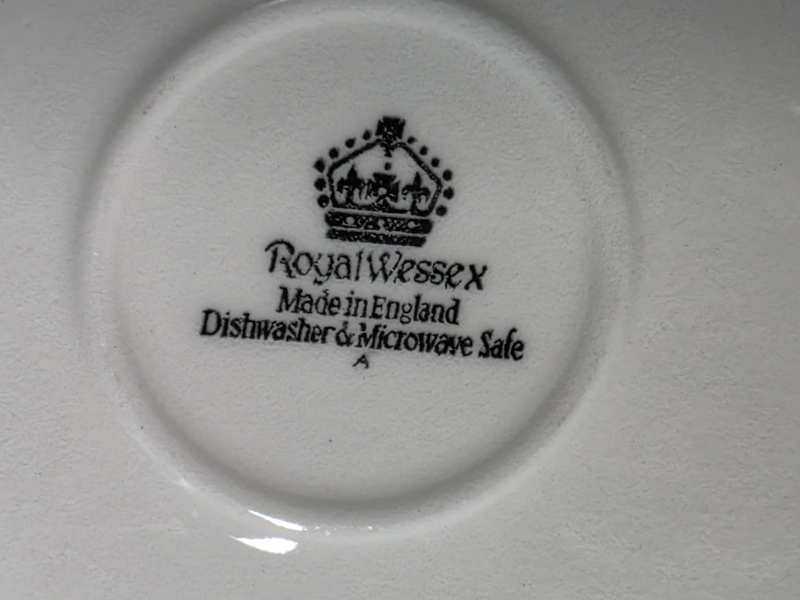 Royal Wessex
Made in England
Dishwasher & Microwave Safe
A